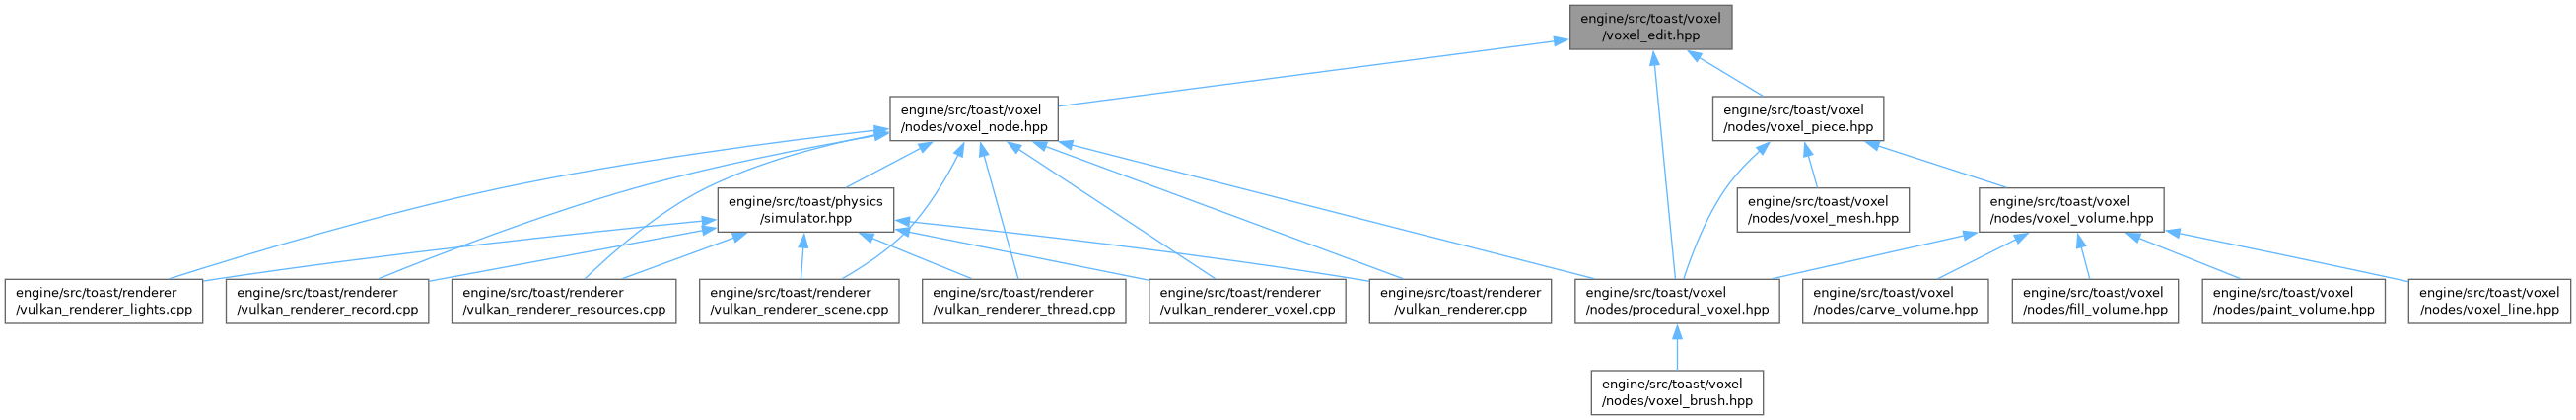 engine/src/toast/voxel
/voxel_edit.hpp
engine/src/toast/voxel
/nodes/voxel_node.hpp
engine/src/toast/voxel
/nodes/voxel_piece.hpp
engine/src/toast/physics
/simulator.hpp
engine/src/toast/voxel
/nodes/voxel_mesh.hpp
engine/src/toast/voxel
/nodes/voxel_volume.hpp
engine/src/toast/renderer
/vulkan_renderer_lights.cpp
engine/src/toast/renderer
/vulkan_renderer_record.cpp
engine/src/toast/renderer
/vulkan_renderer_resources.cpp
engine/src/toast/renderer
/vulkan_renderer_scene.cpp
engine/src/toast/renderer
/vulkan_renderer_thread.cpp
engine/src/toast/renderer
/vulkan_renderer_voxel.cpp
engine/src/toast/renderer
/vulkan_renderer.cpp
engine/src/toast/voxel
/nodes/procedural_voxel.hpp
engine/src/toast/voxel
/nodes/carve_volume.hpp
engine/src/toast/voxel
/nodes/fill_volume.hpp
engine/src/toast/voxel
/nodes/paint_volume.hpp
engine/src/toast/voxel
/nodes/voxel_line.hpp
engine/src/toast/voxel
/nodes/voxel_brush.hpp